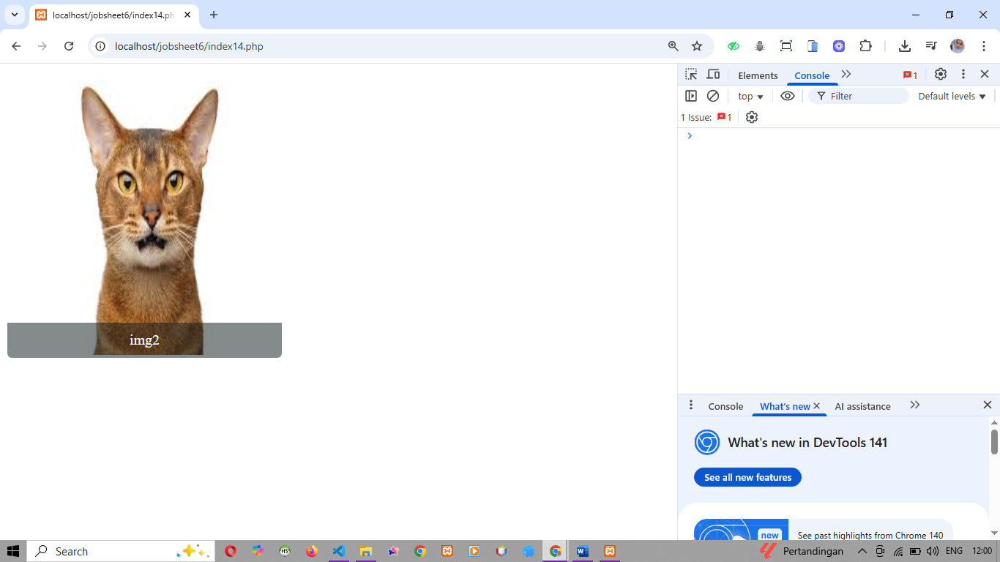 localhost/jobsheet6/index14.ph
localhost/jobsheet6/index14.php
Elements
Console
1
top
Filter
Default levels
1 Issue:
1
img2
Console
What's new
AI assistance
What's new in DevTools 141
See all new features
new
See past highlights from Chrome 140
Search
Pertandingan
ENG
12:00